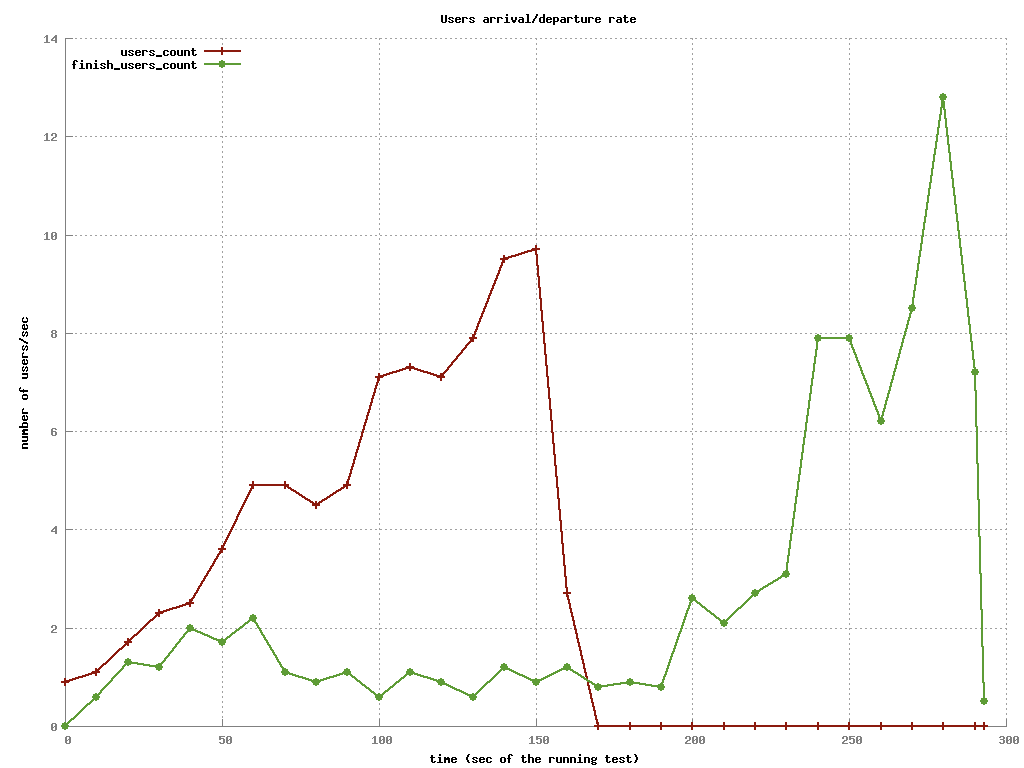 Users arrival/departure rate
14
users_count
finish_users_count
12
10
8
number of users/sec
6
4
2
0
0 50 100 150 200 250 300
time (sec of the running test)